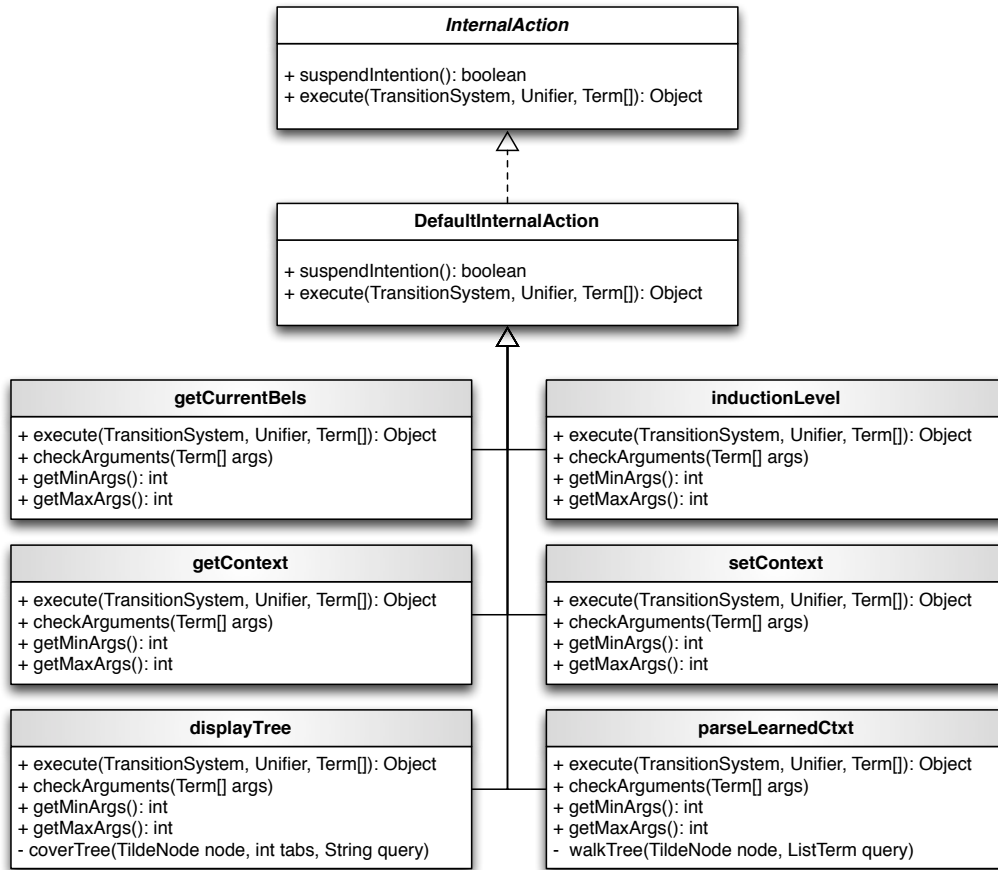 InternalAction
+ suspendIntention(): boolean
+ execute(TransitionSystem, Unifier, Term[]): Object
DefaultInternalAction
+ suspendIntention(): boolean
+ execute(TransitionSystem, Unifier, Term[]): Object
getCurrentBels
+ execute(TransitionSystem, Unifier, Term[]): Object
+ checkArguments(Term[] args)
+ getMinArgs(): int
+ getMaxArgs(): int
inductionLevel
+ execute(TransitionSystem, Unifier, Term[]): Object
+ checkArguments(Term[] args)
+ getMinArgs(): int
+ getMaxArgs(): int
getContext
+ execute(TransitionSystem, Unifier, Term[]): Object
+ checkArguments(Term[] args)
+ getMinArgs(): int
+ getMaxArgs(): int
setContext
+ execute(TransitionSystem, Unifier, Term[]): Object
+ checkArguments(Term[] args)
+ getMinArgs(): int
+ getMaxArgs(): int
displayTree
+ execute(TransitionSystem, Unifier, Term[]): Object
+ checkArguments(Term[] args)
+ getMinArgs(): int
+ getMaxArgs(): int
- coverTree(TildeNode node, int tabs, String query)
parseLearnedCtxt
+ execute(TransitionSystem, Unifier, Term[]): Object
+ checkArguments(Term[] args)
+ getMinArgs(): int
+ getMaxArgs(): int
- walkTree(TildeNode node, ListTerm query)